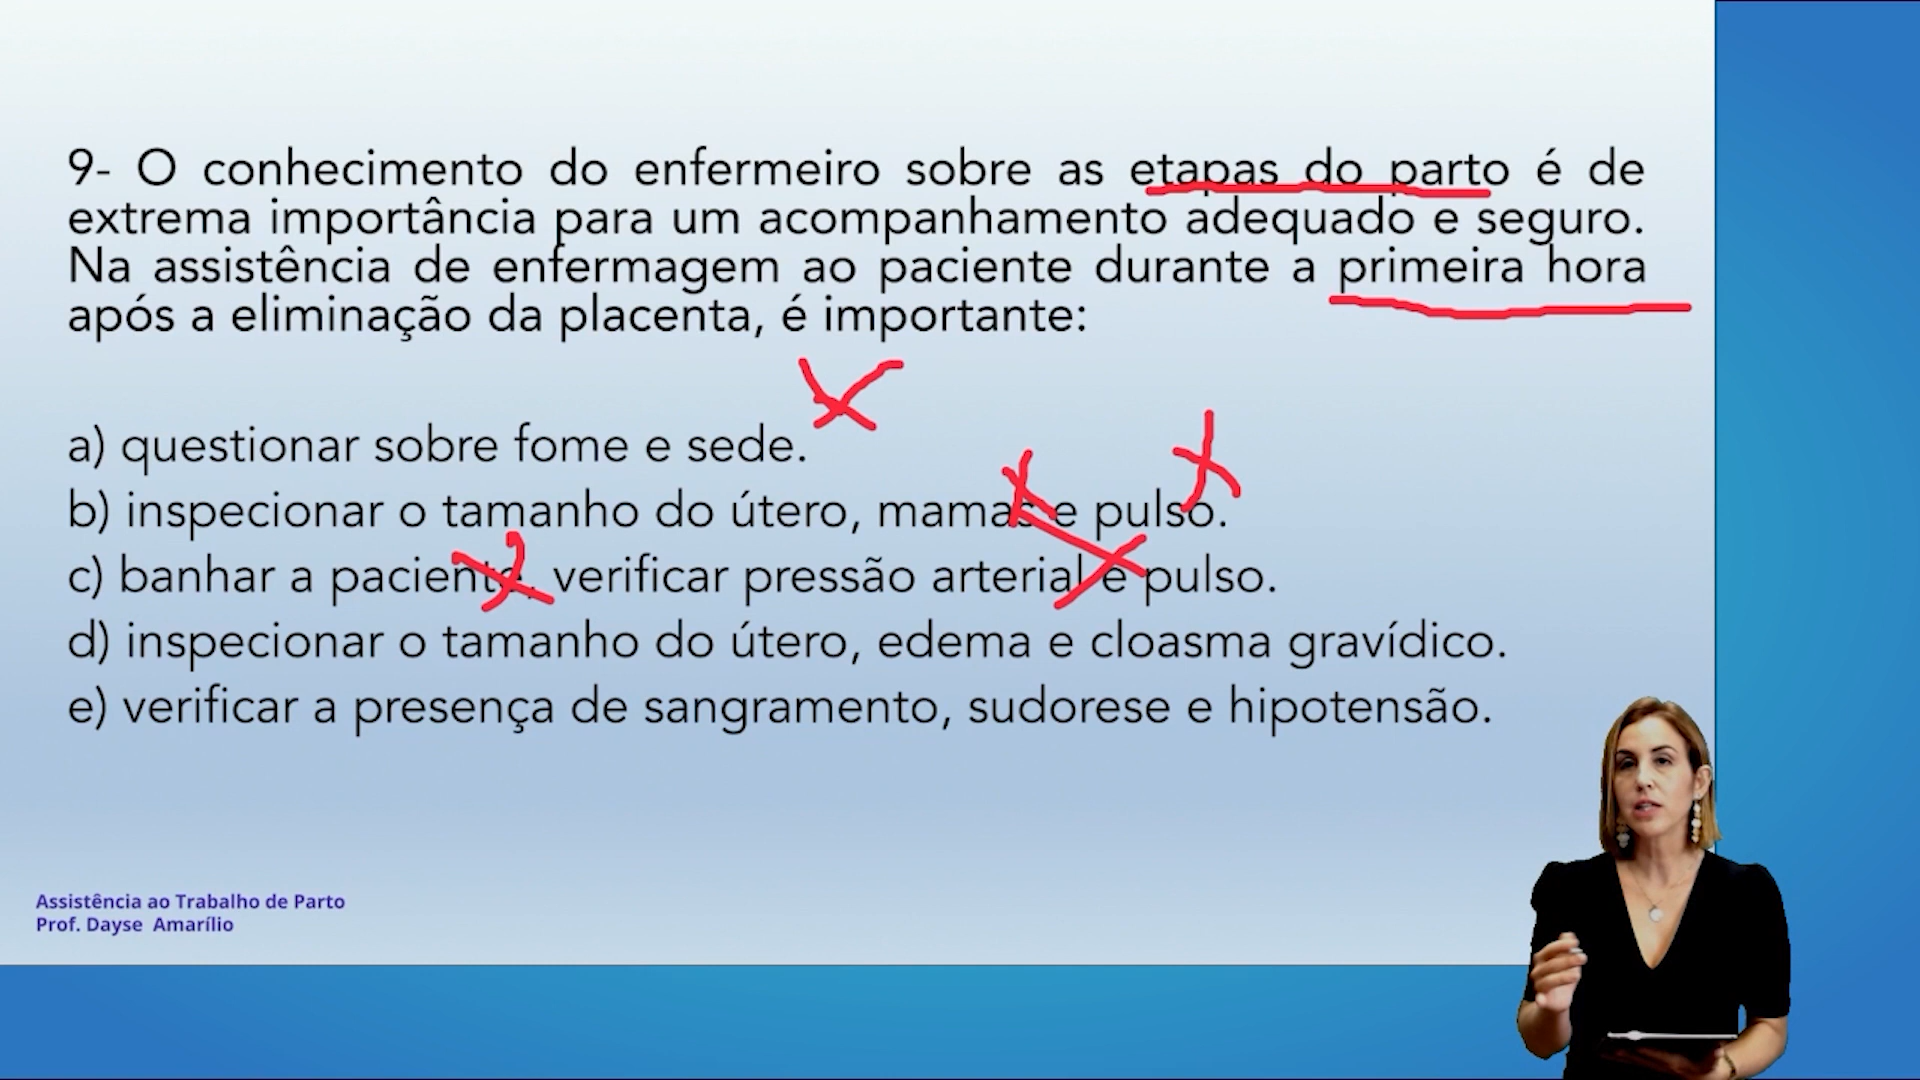 9- O conhecimento do enfermeiro sobre as etapas do parto é de
extrema importância para um acompanhamento adequado e seguro.
Na assistência de enfermagem ao paciente durante a primeira hora
após a eliminação da placenta, é importante:
a) questionar sobre fome e sede.
b) inspecionar o tamanho do útero, mamas e pulso.
c) banhar a paciente, verificar pressão arterial e pulso.
d) inspecionar o tamanho do útero, edema e cloasma gravídico.
e) verificar a presença de sangramento, sudorese e hipotensão.
Assistência ao Trabalho de Parto
Prof. Dayse Amarílio